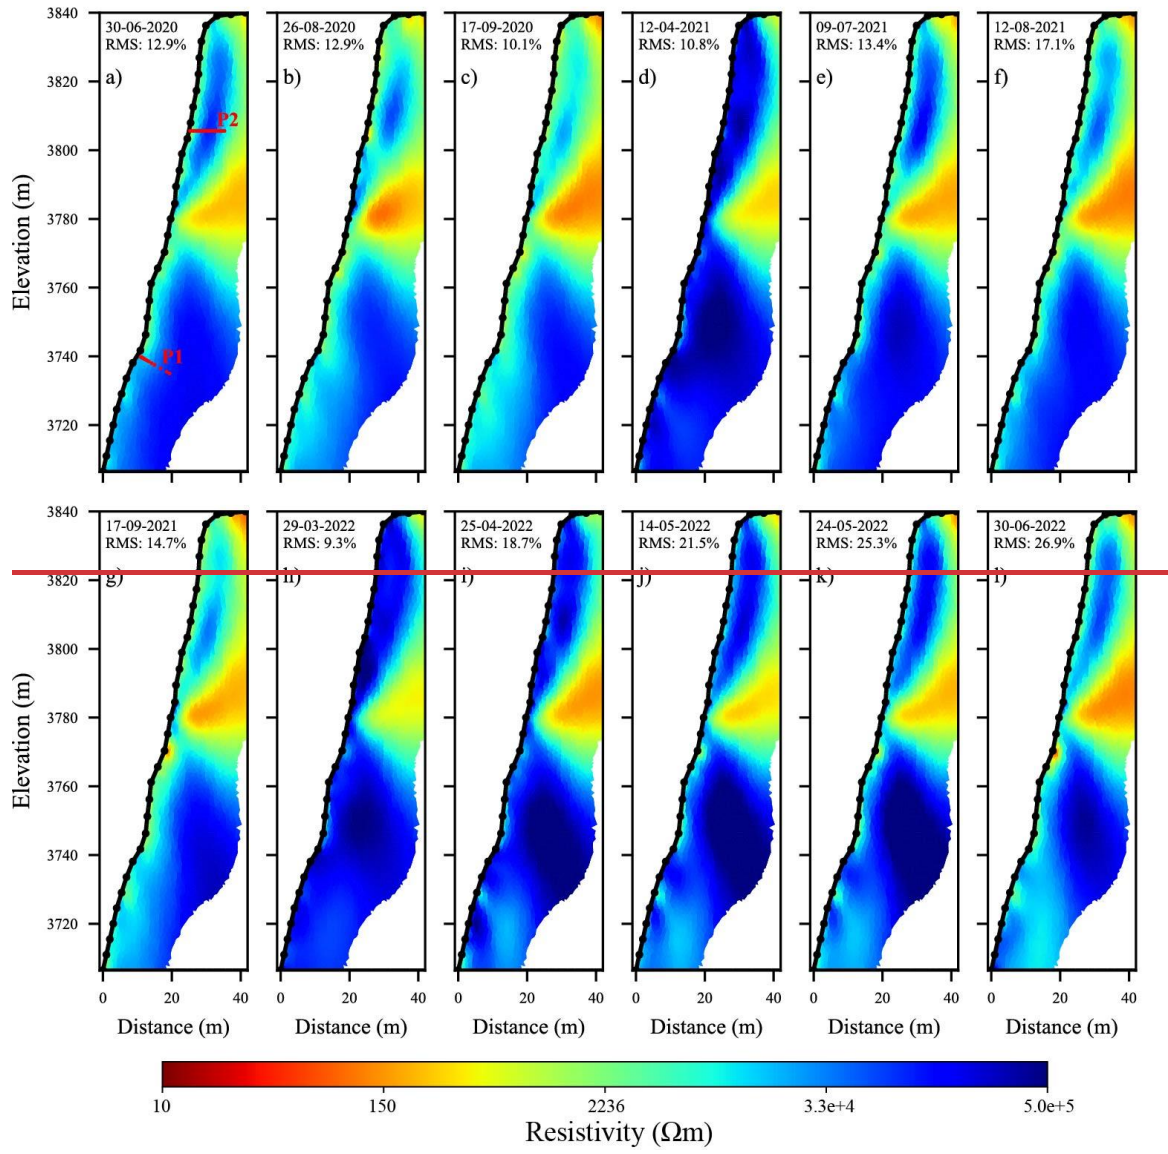 3840
3820
3800
3780
3760
3740
3720
Elevation (m)
30-06-2020
RMS: 12.9%
a)
P2
P1
26-08-2020
RMS: 12.9%
b)
17-09-2020
RMS: 10.1%
c)
12-04-2021
RMS: 10.8%
d)
09-07-2021
RMS: 13.4%
e)
12-08-2021
RMS: 17.1%
f)
3840
3820
3800
3780
3760
3740
3720
Elevation (m)
17-09-2021
RMS: 14.7%
g)
29-03-2022
RMS: 9.3%
h)
25-04-2022
RMS: 18.7%
i)
14-05-2022
RMS: 21.5%
j)
24-05-2022
RMS: 25.3%
k)
30-06-2022
RMS: 26.9%
l)
0 20 40
0 20 40
0 20 40
0 20 40
0 20 40
0 20 40
Distance (m)
Distance (m)
Distance (m)
Distance (m)
Distance (m)
Distance (m)
10 150 2236 3.3e+4 5.0e+5
Resistivity (Ωm)